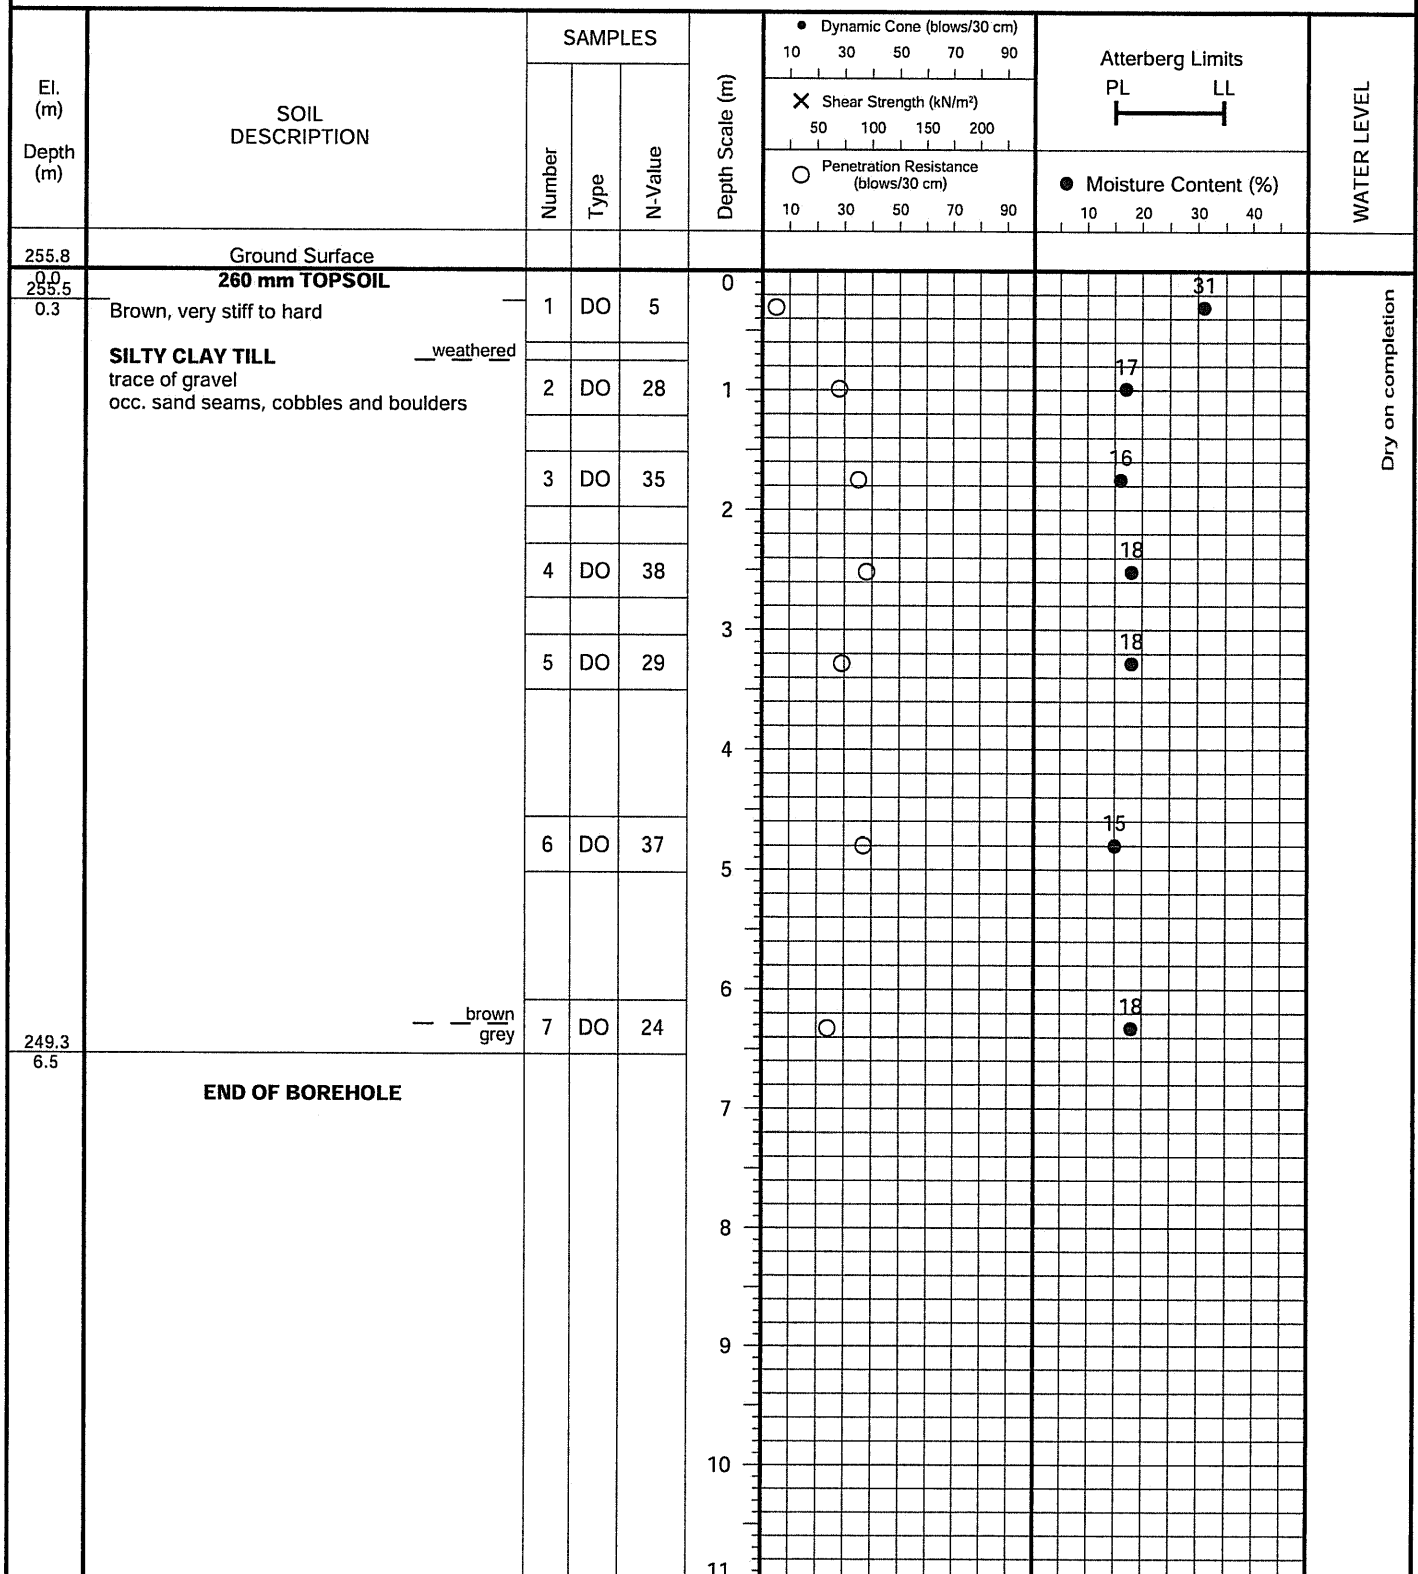 El.
(m)
Depth
(m)
SOIL
DESCRIPTION
SAMPLES
Number
Type
N-Value
Depth Scale (m)
Dynamic Cone (blows/30 cm)
10 30 50 70 90
Shear Strength (kN/m²)
50 100 150 200
Penetration Resistance
(blows/30 cm)
10 30 50 70 90
Atterberg Limits
PL LL
Moisture Content (%)
10 20 30 40
WATER LEVEL
255.8 Ground Surface
0.0 260 mm TOPSOIL 0
255.5 31
0.3 Brown, very stiff to hard 1 DO 5
Dry on completion
SILTY CLAY TILL weathered
trace of gravel 17
2 DO 28 1
occ. sand seams, cobbles and boulders
16
3 DO 35
2
18
4 DO 38
3
18
5 DO 29
4
15
6 DO 37
5
6
18
brown
7 DO 24
grey
249.3
6.5
END OF BOREHOLE
7
8
9
10
11